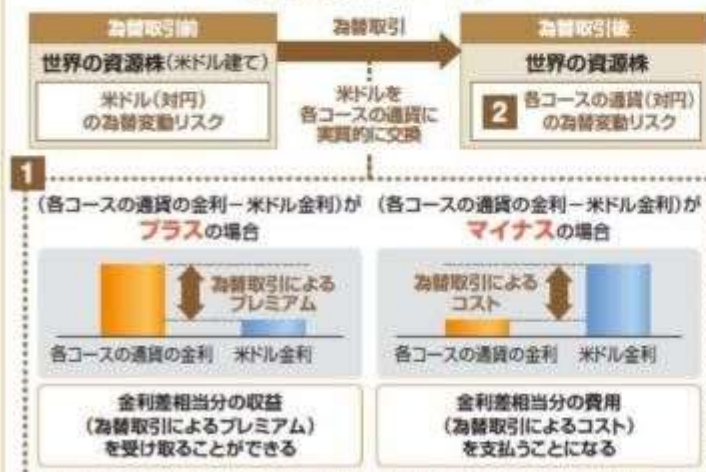 為替取引前
為替取引
為替取引後
世界の資源株(米ドル建て)
世界の資源株
米ドル(対円)
の為替変動リスク
米ドルを
各コースの通貨に
実質的に交換
2
各コースの通貨(対円)
の為替変動リスク
1
(各コースの通貨の金利－米ドル金利)が
プラスの場合
(各コースの通貨の金利－米ドル金利)が
マイナスの場合
為替取引による
プレミアム
為替取引による
コスト
各コースの通貨の金利
米ドル金利
各コースの通貨の金利
米ドル金利
金利差相当分の収益
(為替取引によるプレミアム)
を受け取ることができる
金利差相当分の費用
(為替取引によるコスト)
を支払うことになる